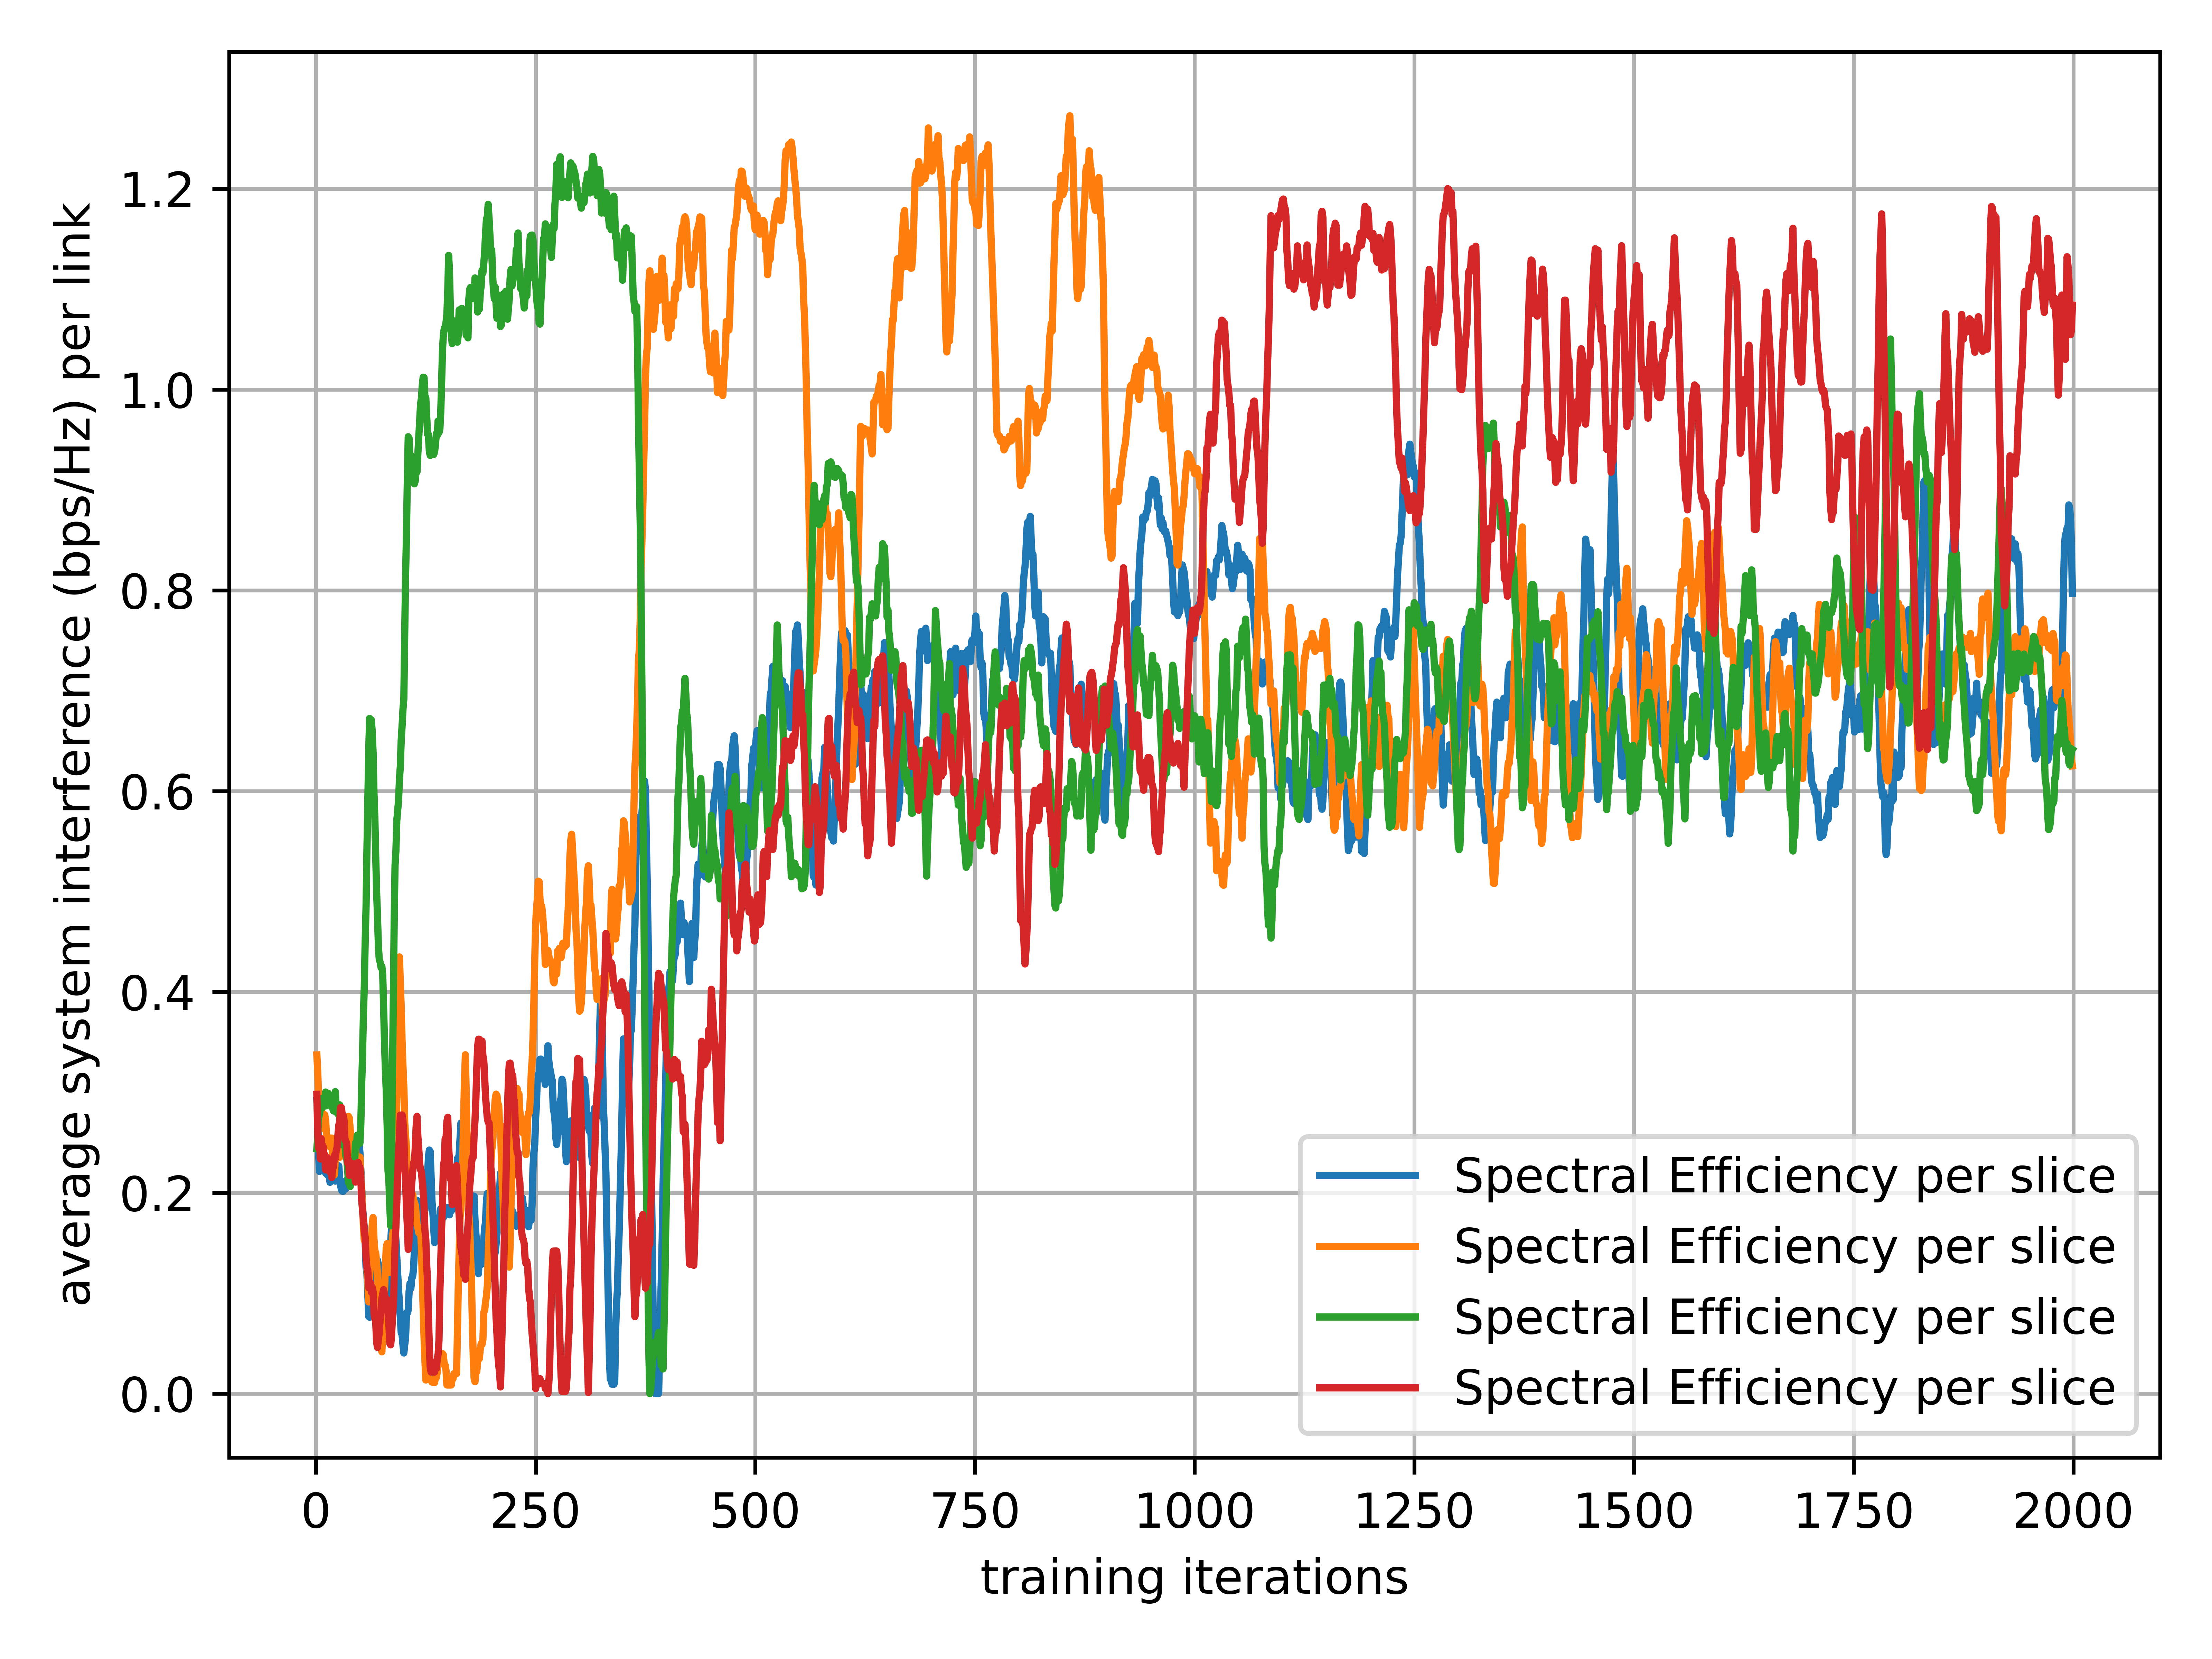 average system interference (bps/Hz) per link
1.2
1.0
0.8
0.6
0.4
0.2
0.0
Spectral Efficiency per slice
Spectral Efficiency per slice
Spectral Efficiency per slice
Spectral Efficiency per slice
0 250 500 750 1000 1250 1500 1750 2000
training iterations